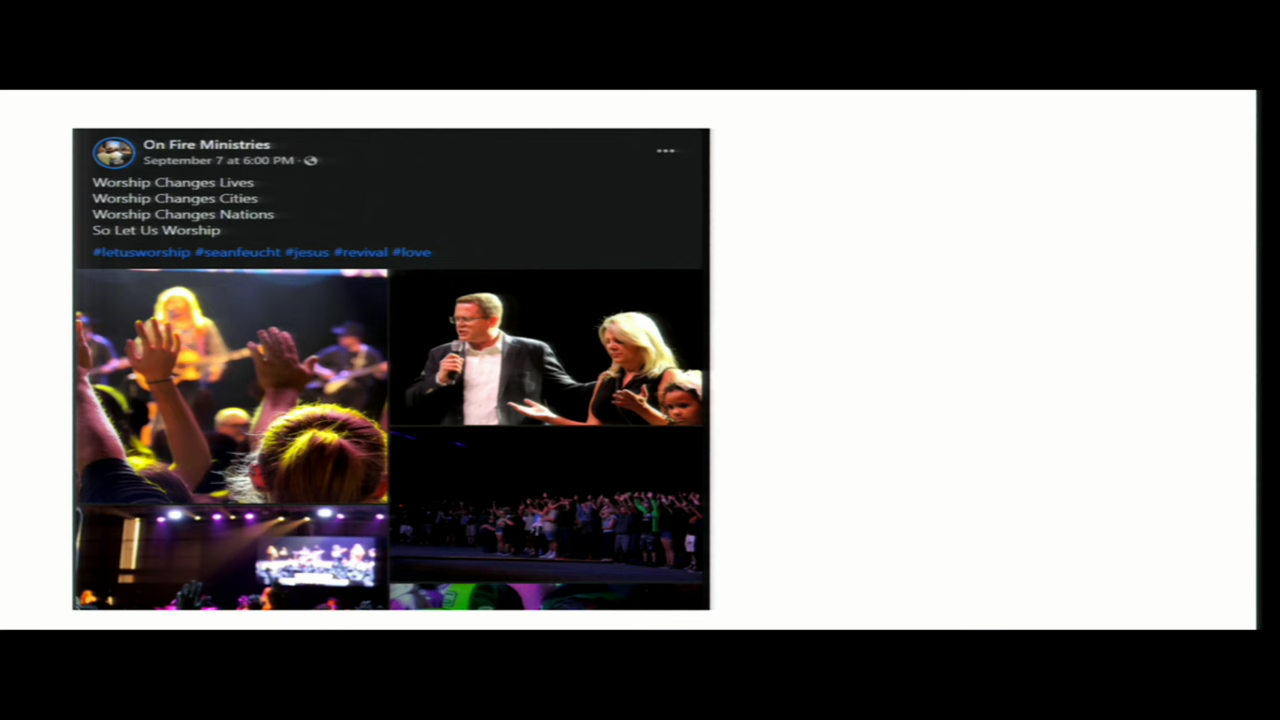 On Fire Ministries
September 7 at 6:00 PM ·
Worship Changes Lives
Worship Changes Cities
Worship Changes Nations
So Let Us Worship
#letusworship #seanfeucht #jesus #revival #love